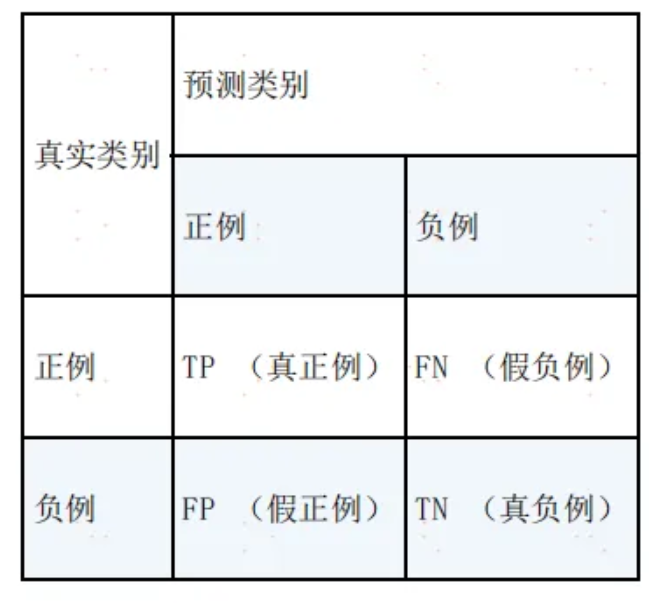 预测类别
真实类别
正例 负例
正例 TP （真正例） FN （假负例）
负例 FP （假正例） TN （真负例）